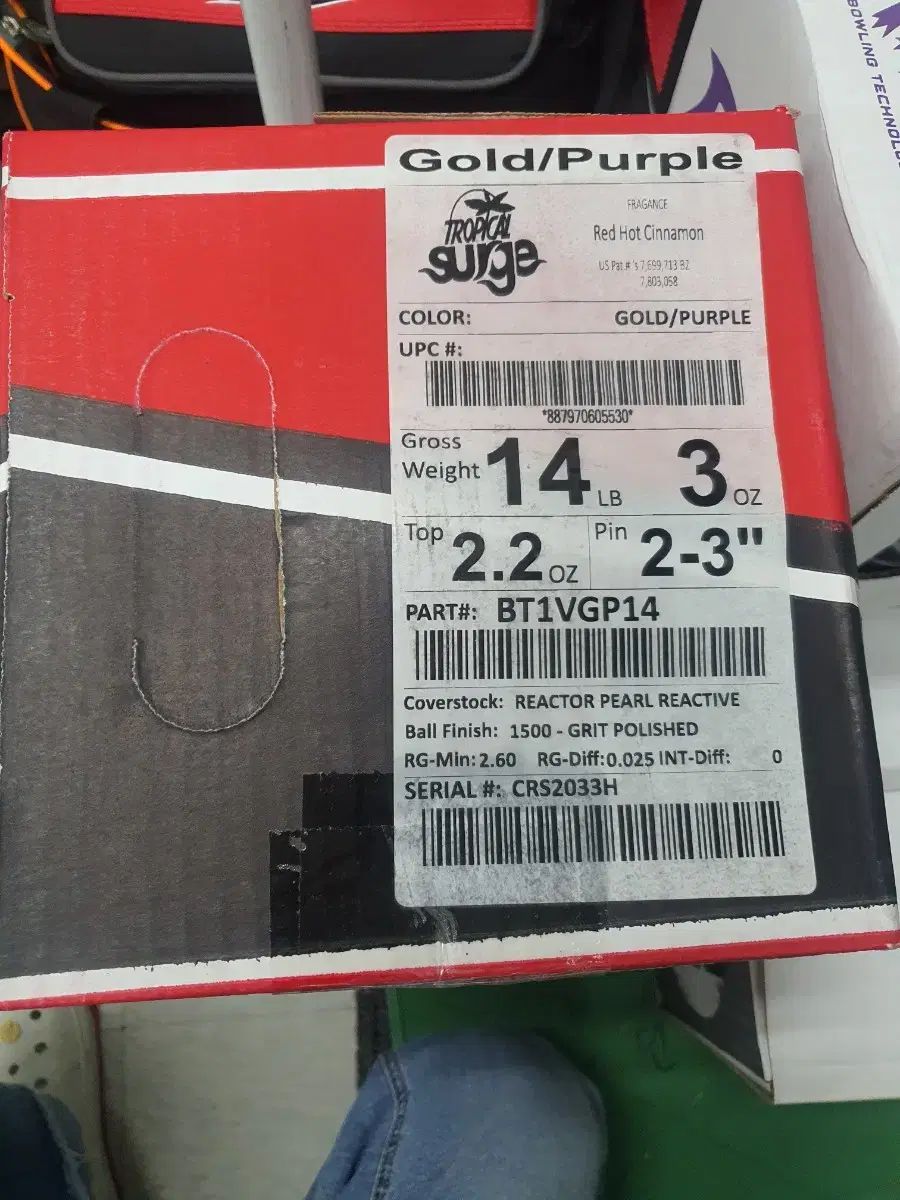 BOWLING TECHNOL
Gold/Purple
TROPICAL
surge
FRAGANCE
Red Hot Cinnamon
US Pat.#'s 7,699,713 B2
7,803,058
COLOR: GOLD/PURPLE
UPC #:
*887970605530*
Gross
Weight 14 LB 3 OZ
Top 2.2 OZ Pin 2-3"
PART#: BT1VGP14
Coverstock: REACTOR PEARL REACTIVE
Ball Finish: 1500 - GRIT POLISHED
RG-Min: 2.60 RG-Diff: 0.025 INT-Diff: 0
SERIAL #: CRS2033H